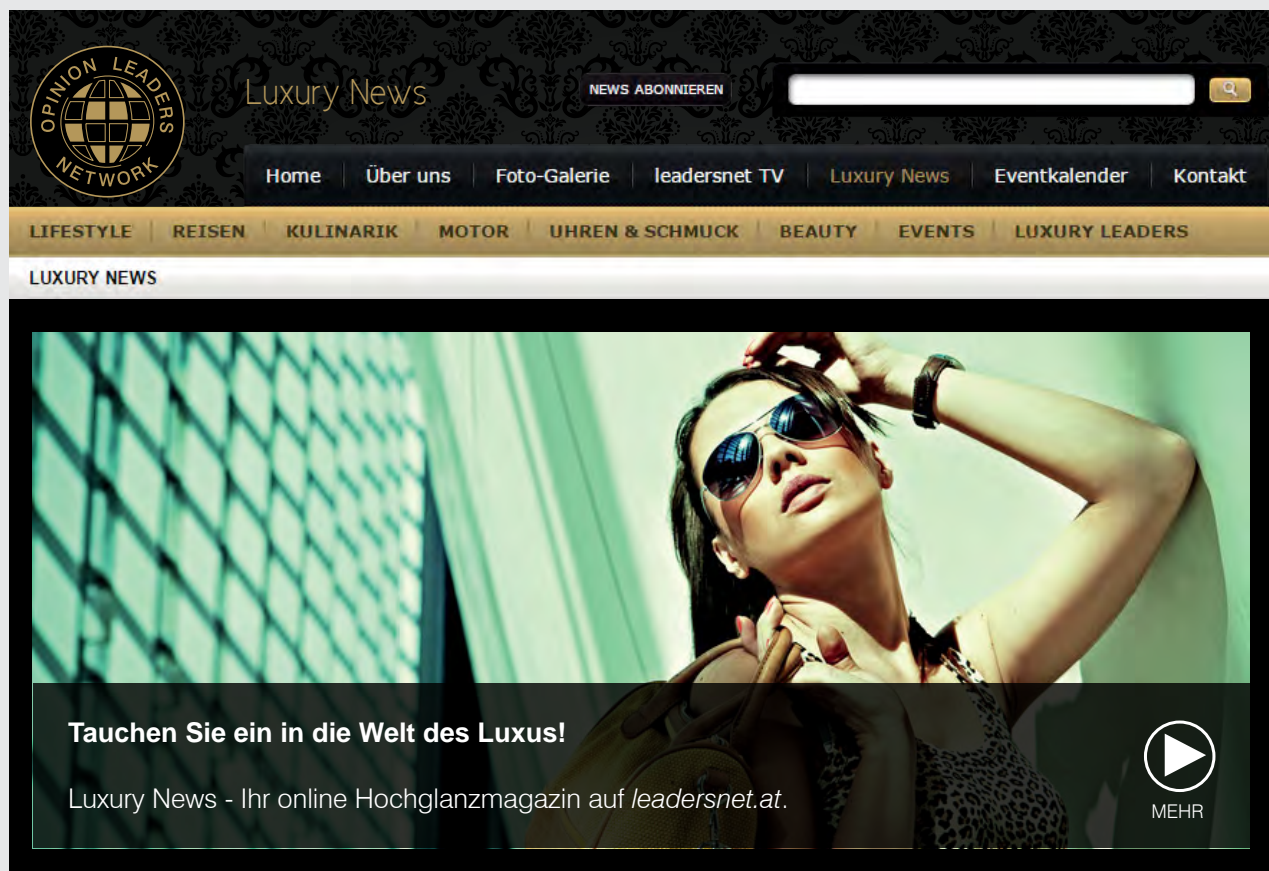 OPINION LEADERS
NETWORK
Luxury News
NEWS ABONNIEREN
Home Über uns Foto-Galerie leadersnet TV Luxury News Eventkalender Kontakt
LIFESTYLE REISEN KULINARIK MOTOR UHREN & SCHMUCK BEAUTY EVENTS LUXURY LEADERS
LUXURY NEWS
Tauchen Sie ein in die Welt des Luxus!
Luxury News - Ihr online Hochglanzmagazin auf leadersnet.at.
MEHR